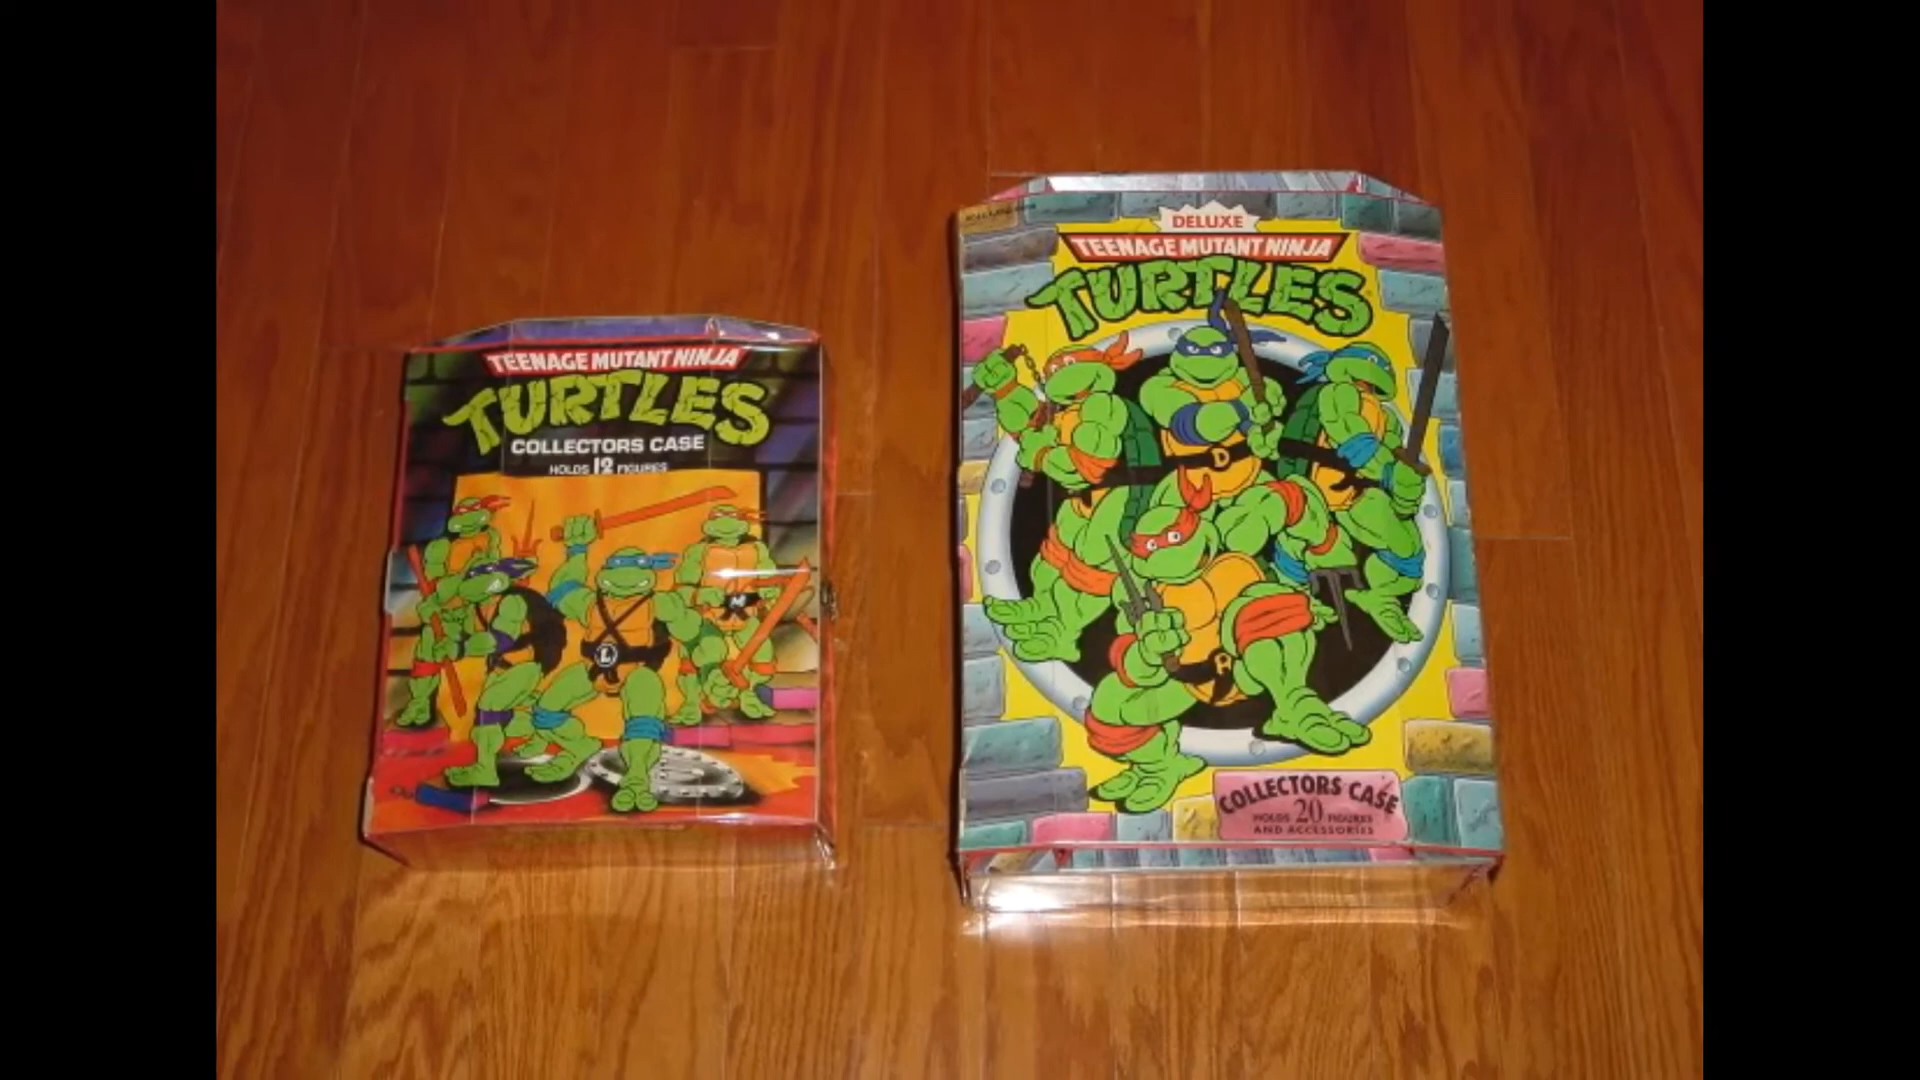 TEENAGE MUTANT NINJA
TURTLES
COLLECTORS CASE
HOLDS 12 FIGURES
M
L
DELUXE
TEENAGE MUTANT NINJA
TURTLES
D
R
COLLECTORS CASE
HOLDS 20 FIGURES
AND ACCESSORIES